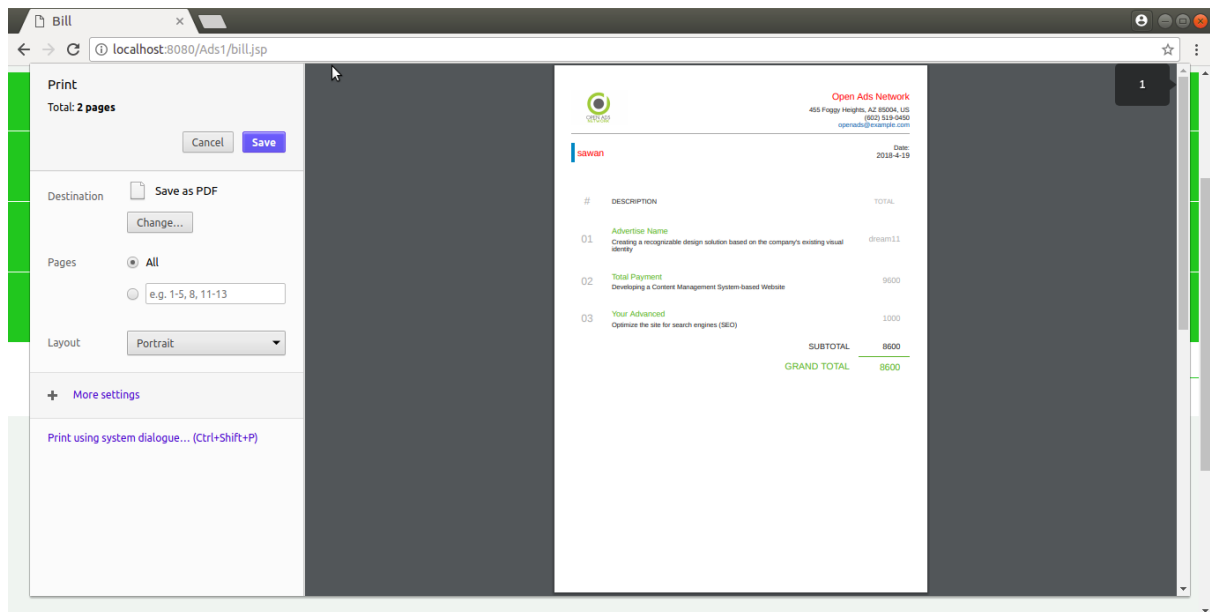 Bill
localhost:8080/Ads1/bill.jsp
Print
Total: 2 pages
Cancel
Save
Destination
Save as PDF
Change...
Pages
All
e.g. 1-5, 8, 11-13
Layout
Portrait
More settings
Print using system dialogue... (Ctrl+Shift+P)
1
OPEN ADS
NETWORK
Open Ads Network
455 Foggy Heights, AZ 85004, US
(602) 519-0450
openads@example.com
sawan
Date:
2018-4-19
# DESCRIPTION TOTAL
Advertise Name
01 Creating a recognizable design solution based on the company's existing visual dream11
identity
Total Payment
02 Developing a Content Management System-based Website 9600
Your Advanced
03 Optimize the site for search engines (SEO) 1000
SUBTOTAL 8600
GRAND TOTAL 8600